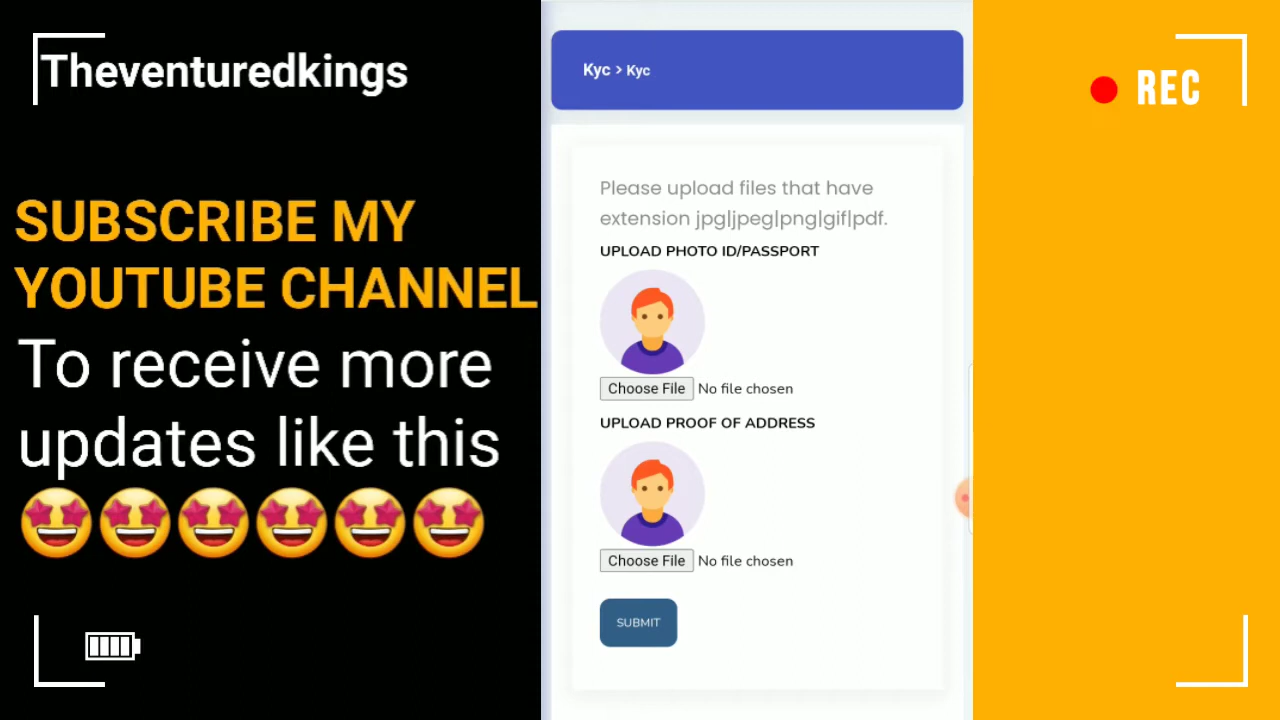 Theventuredkings
SUBSCRIBE MY
YOUTUBE CHANNEL
To receive more
updates like this
Kyc > Kyc
Please upload files that have
extension jpg|jpeg|png|gif|pdf.
UPLOAD PHOTO ID/PASSPORT
Choose File No file chosen
UPLOAD PROOF OF ADDRESS
Choose File No file chosen
SUBMIT
REC